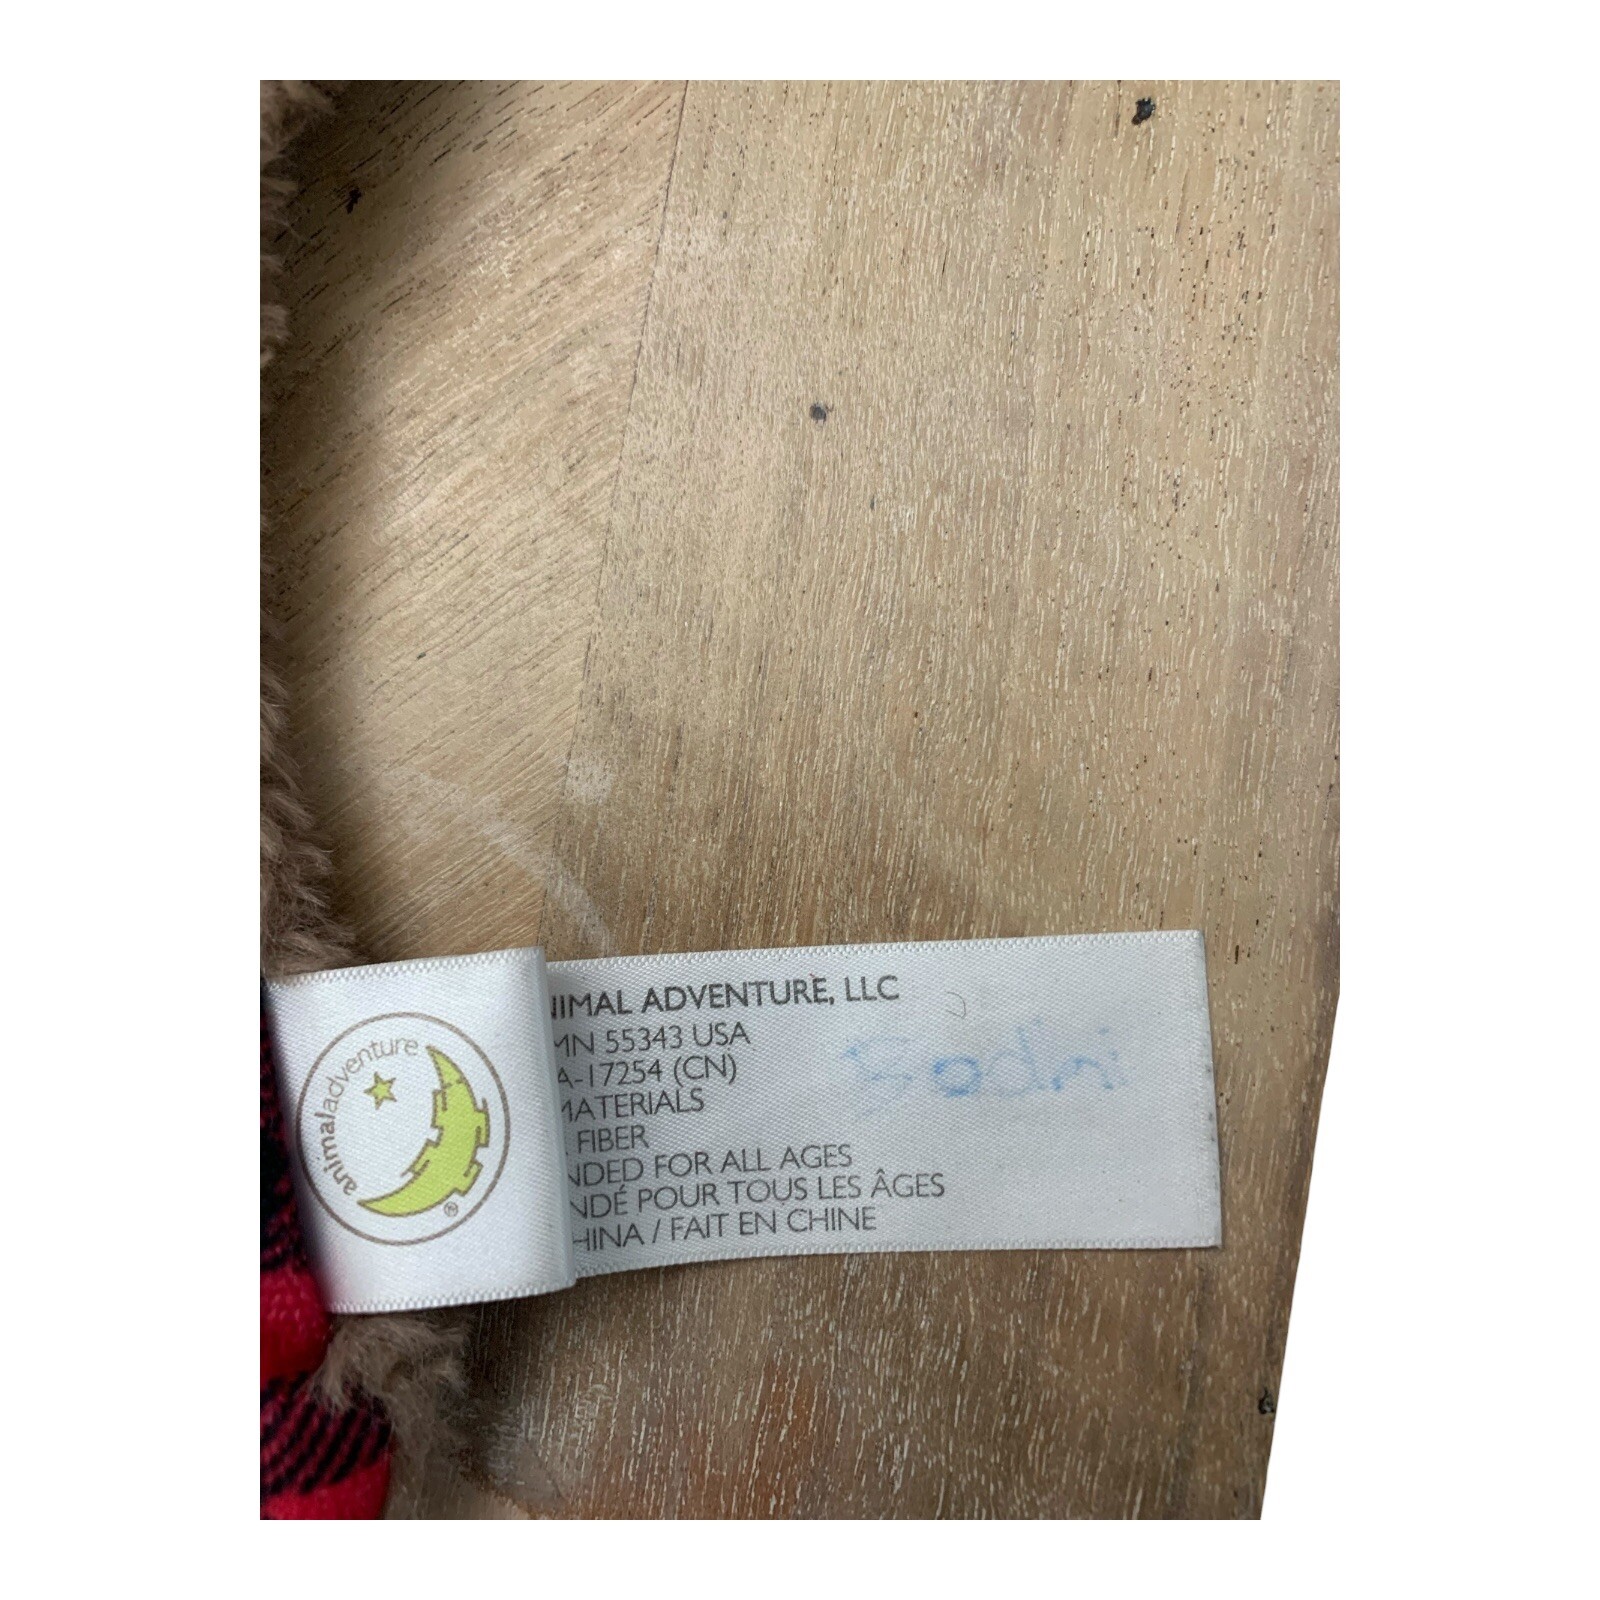 animaladventure ®
NIMAL ADVENTURE, LLC
MN 55343 USA
A-17254 (CN)
MATERIALS
FIBER
NDED FOR ALL AGES
NDÉ POUR TOUS LES ÂGES
HINA / FAIT EN CHINE